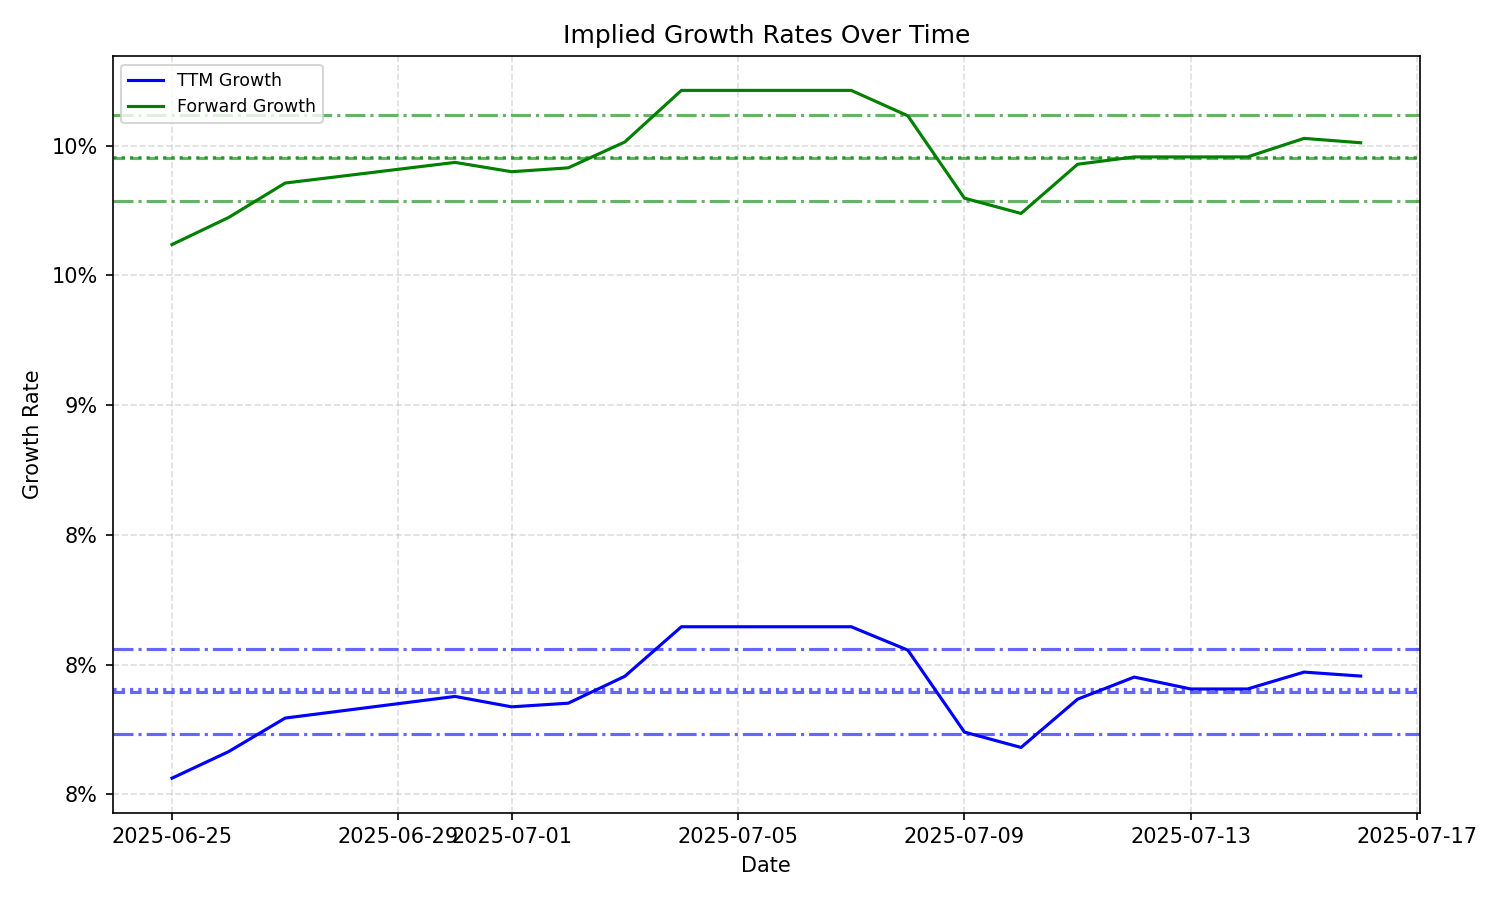 Implied Growth Rates Over Time
TTM Growth
Forward Growth
10%
10%
9%
8%
8%
8%
Growth Rate
2025-06-25
2025-06-29
2025-07-01
2025-07-05
2025-07-09
2025-07-13
2025-07-17
Date